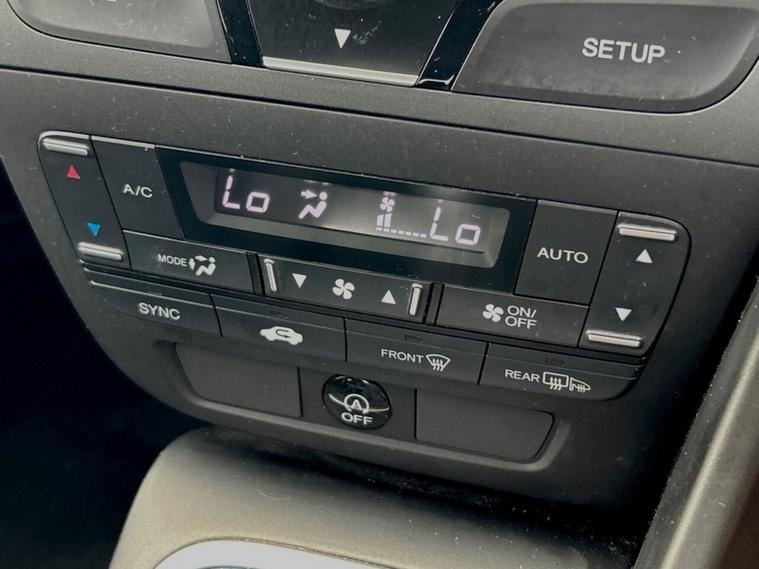 SETUP
A/C
Lo
Lo
AUTO
MODE
ON/
OFF
SYNC
FRONT
REAR
A
OFF